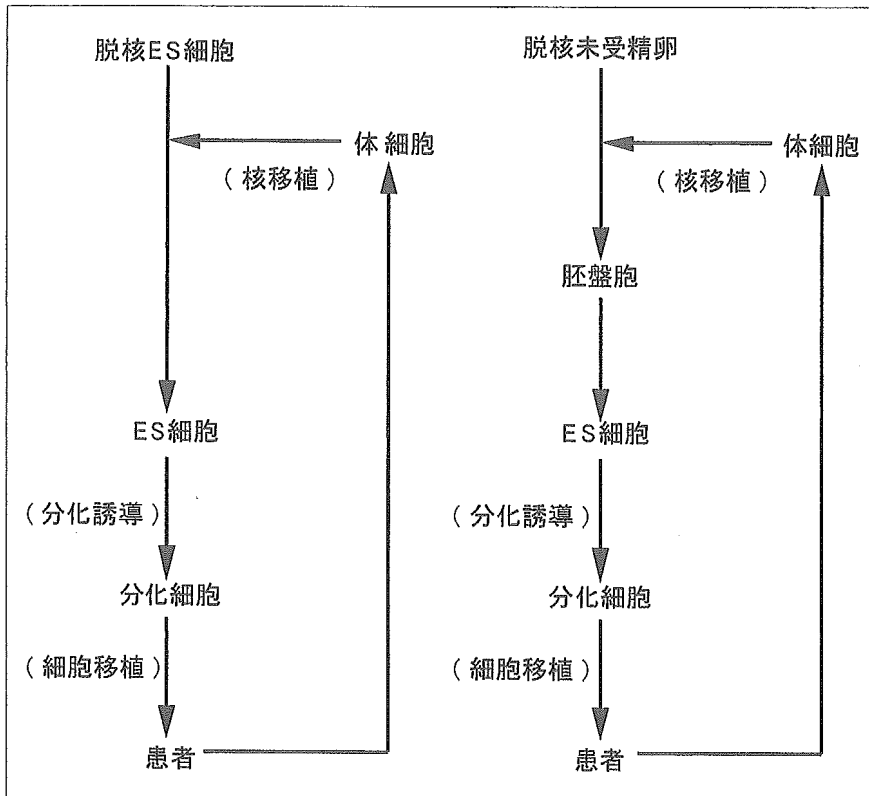 脱核ES細胞
体細胞
(核移植)
ES細胞
(分化誘導)
分化細胞
(細胞移植)
患者
脱核未受精卵
体細胞
(核移植)
胚盤胞
ES細胞
(分化誘導)
分化細胞
(細胞移植)
患者